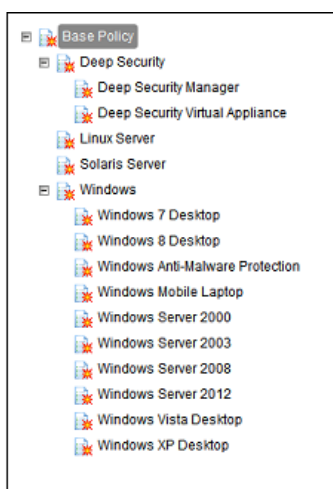 Base Policy
Deep Security
Deep Security Manager
Deep Security Virtual Appliance
Linux Server
Solaris Server
Windows
Windows 7 Desktop
Windows 8 Desktop
Windows Anti-Malware Protection
Windows Mobile Laptop
Windows Server 2000
Windows Server 2003
Windows Server 2008
Windows Server 2012
Windows Vista Desktop
Windows XP Desktop